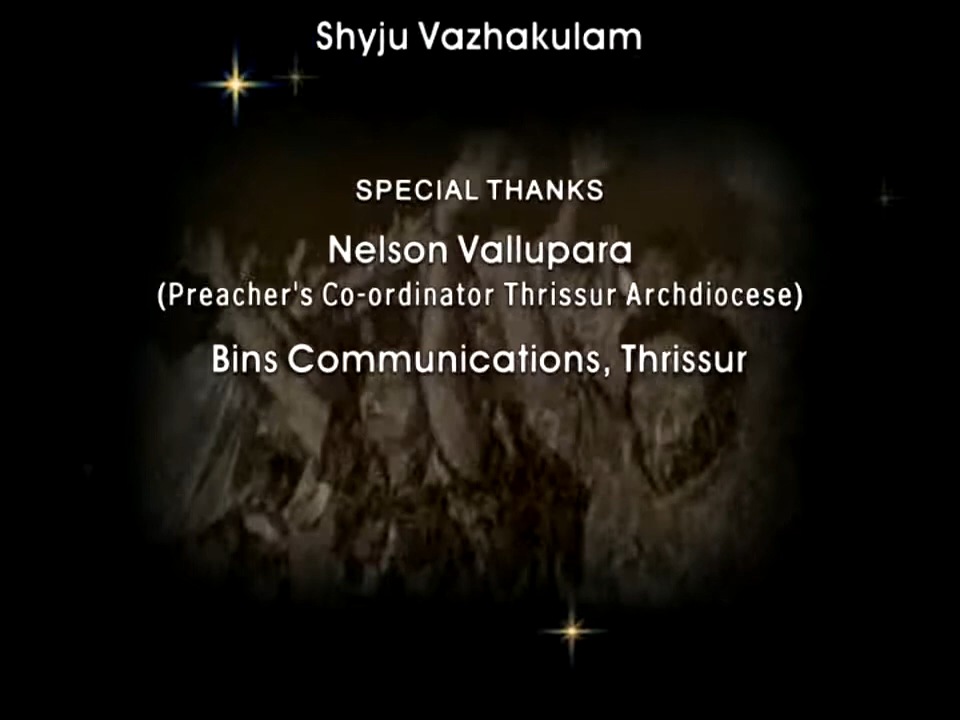 Shyju Vazhakulam
SPECIAL THANKS
Nelson Vallupara
(Preacher's Co-ordinator Thrissur Archdiocese)
Bins Communications, Thrissur